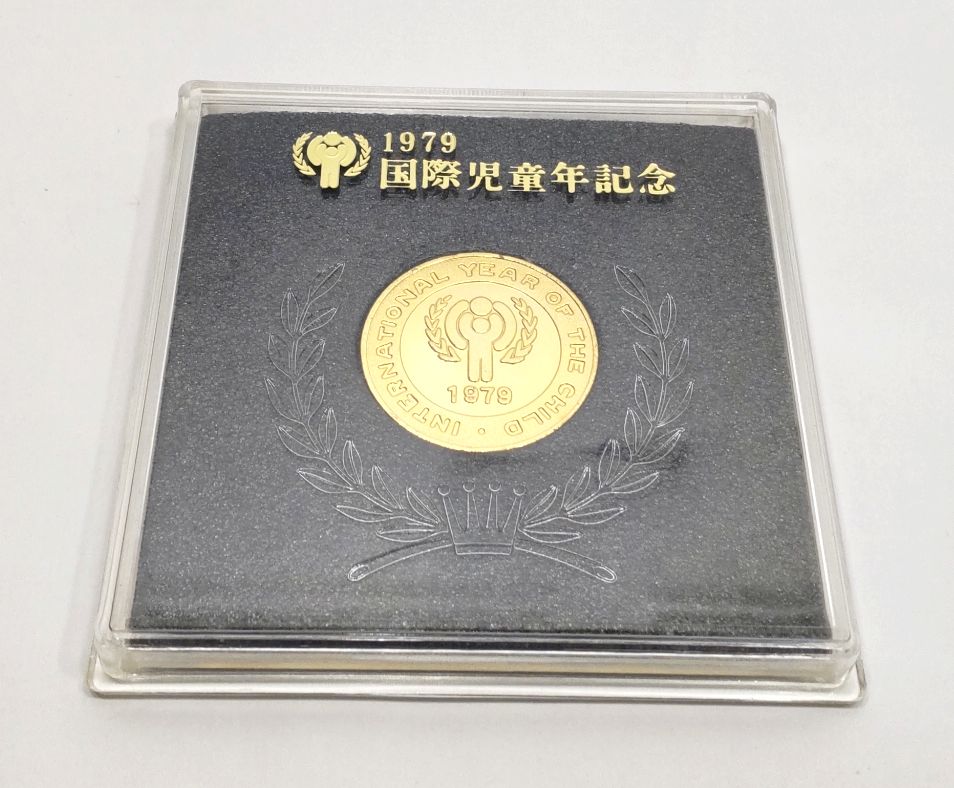 1979
国際児童年記念
INTERNATIONAL YEAR OF THE CHILD ·
1979